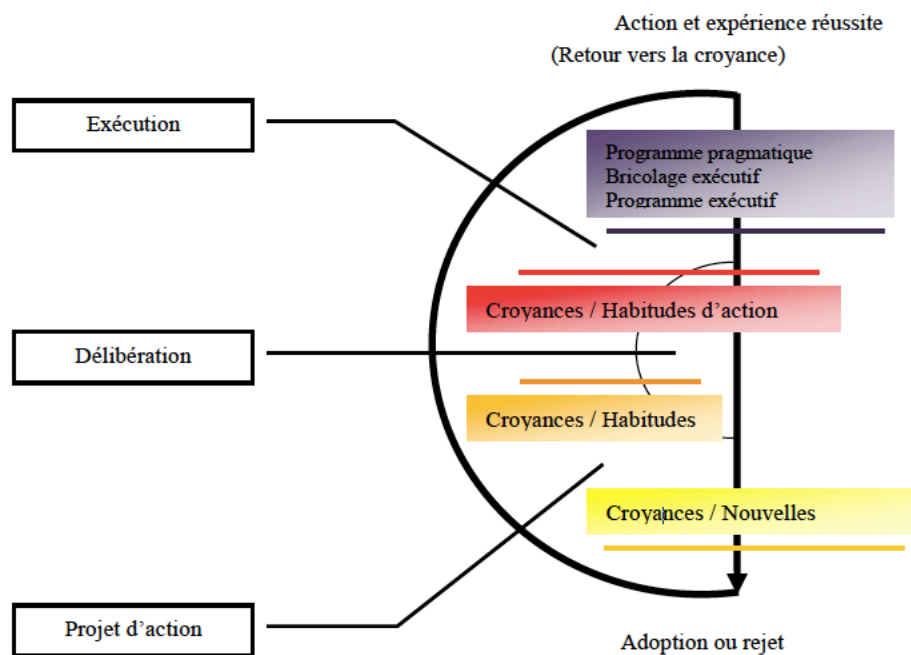 Action et expérience réussite
(Retour vers la croyance)
Exécution
Programme pragmatique
Bricolage exécutif
Programme exécutif
Croyances / Habitudes d’action
Délibération
Croyances / Habitudes
Croyances / Nouvelles
Projet d’action
Adoption ou rejet